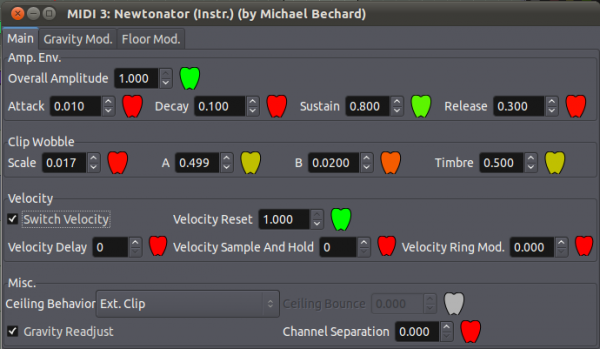 MIDI 3: Newtonator (Instr.) (by Michael Bechard)
Main Gravity Mod. Floor Mod.
Amp. Env.
Overall Amplitude 1.000
Attack 0.010 Decay 0.100 Sustain 0.800 Release 0.300
Clip Wobble
Scale 0.017 A 0.499 B 0.0200 Timbre 0.500
Velocity
Switch Velocity Velocity Reset 1.000
Velocity Delay 0 Velocity Sample And Hold 0 Velocity Ring Mod. 0.000
Misc.
Ceiling Behavior Ext. Clip Ceiling Bounce 0.000
Gravity Readjust Channel Separation 0.000